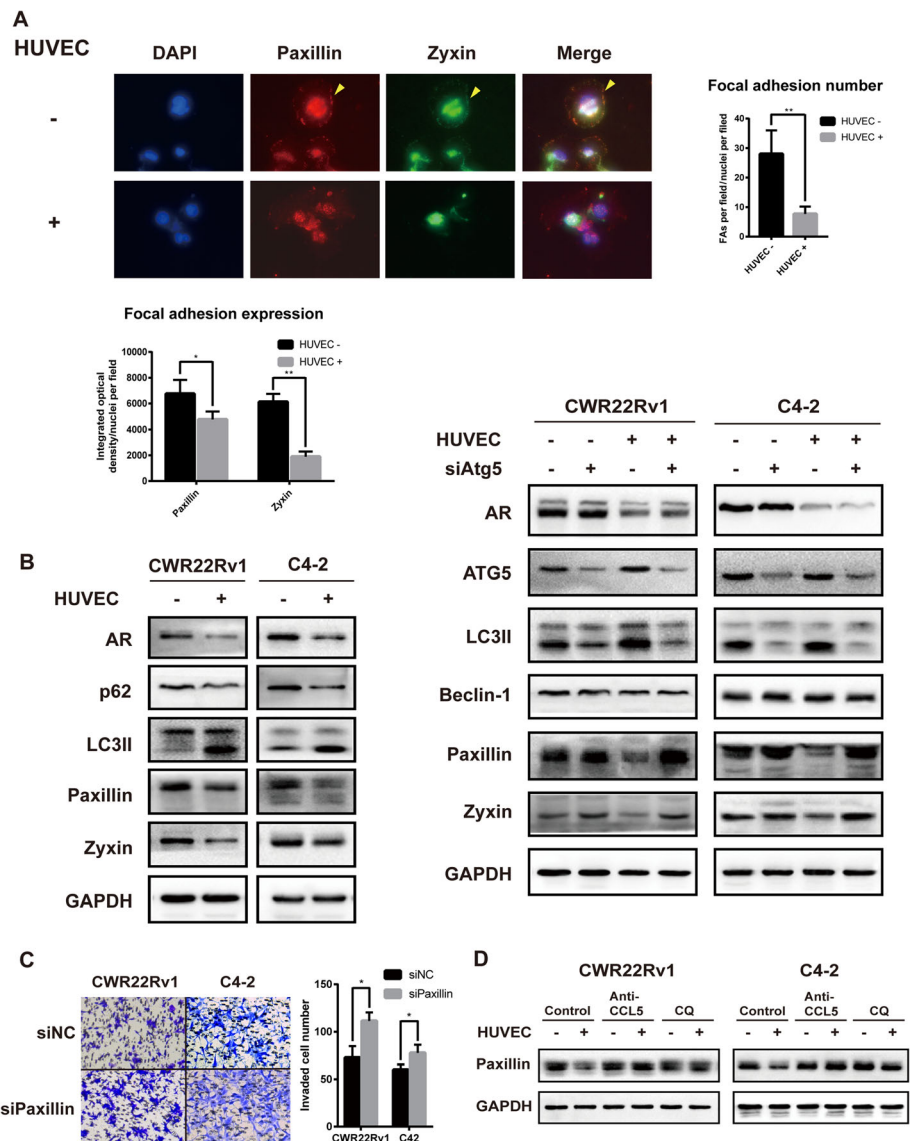 A
HUVEC
DAPI Paxillin Zyxin Merge
-
+
Focal adhesion number
FAs per field/nuclei per filed
40
30
20
10
0
**
HUVEC -
HUVEC +
HUVEC - HUVEC +
Focal adhesion expression
Integrated optical
density/nuclei per field
10000
8000
6000
4000
2000
0
* **
HUVEC -
HUVEC +
Paxillin Zyxin
B
CWR22Rv1 C4-2
HUVEC - + - +
AR
p62
LC3II
Paxillin
Zyxin
GAPDH
CWR22Rv1 C4-2
HUVEC - - + + - - + +
siAtg5 - + - + - + - +
AR
ATG5
LC3II
Beclin-1
Paxillin
Zyxin
GAPDH
C
CWR22Rv1 C4-2
siNC
siPaxillin
Invaded cell number
150
100
50
0
* *
siNC
siPaxillin
CWR22Rv1 C42
D
CWR22Rv1 C4-2
Control Anti-CCL5 CQ Control Anti-CCL5 CQ
HUVEC - + - + - + - + - + - +
Paxillin
GAPDH